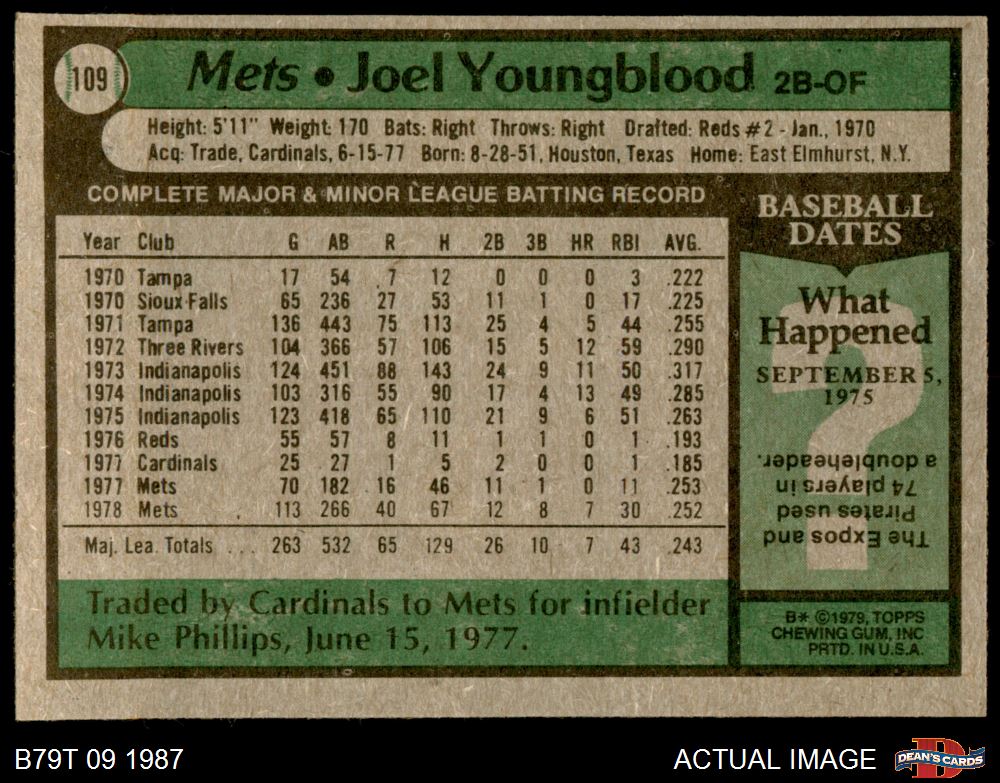 109
Mets • Joel Youngblood 2B-OF
Height: 5'11" Weight: 170 Bats: Right Throws: Right Drafted: Reds #2 - Jan., 1970
Acq: Trade, Cardinals, 6-15-77 Born: 8-28-51, Houston, Texas Home: East Elmhurst, N.Y.
COMPLETE MAJOR & MINOR LEAGUE BATTING RECORD
Year Club G AB R H 2B 3B HR RBI AVG.
1970 Tampa 17 54 7 12 0 0 0 3 .222
1970 Sioux Falls 65 236 27 53 11 1 0 17 .225
1971 Tampa 136 443 75 113 25 4 5 44 .255
1972 Three Rivers 104 366 57 106 15 5 12 59 .290
1973 Indianapolis 124 451 88 143 24 9 11 50 .317
1974 Indianapolis 103 316 55 90 17 4 13 49 .285
1975 Indianapolis 123 418 65 110 21 9 6 51 .263
1976 Reds 55 57 8 11 1 1 0 1 .193
1977 Cardinals 25 27 1 5 2 0 0 1 .185
1977 Mets 70 182 16 46 11 1 0 11 .253
1978 Mets 113 266 40 67 12 8 7 30 .252
Maj. Lea. Totals ... 263 532 65 129 26 10 7 43 .243
Traded by Cardinals to Mets for infielder
Mike Phillips, June 15, 1977.
BASEBALL
DATES
What
Happened
SEPTEMBER 5,
1975
?
The Expos and
Pirates used
74 players in
a doubleheader.
B* ©1979, TOPPS
CHEWING GUM, INC
PRTD. IN U.S.A.
B79T 09 1987
ACTUAL IMAGE
D
DEAN'S CARDS